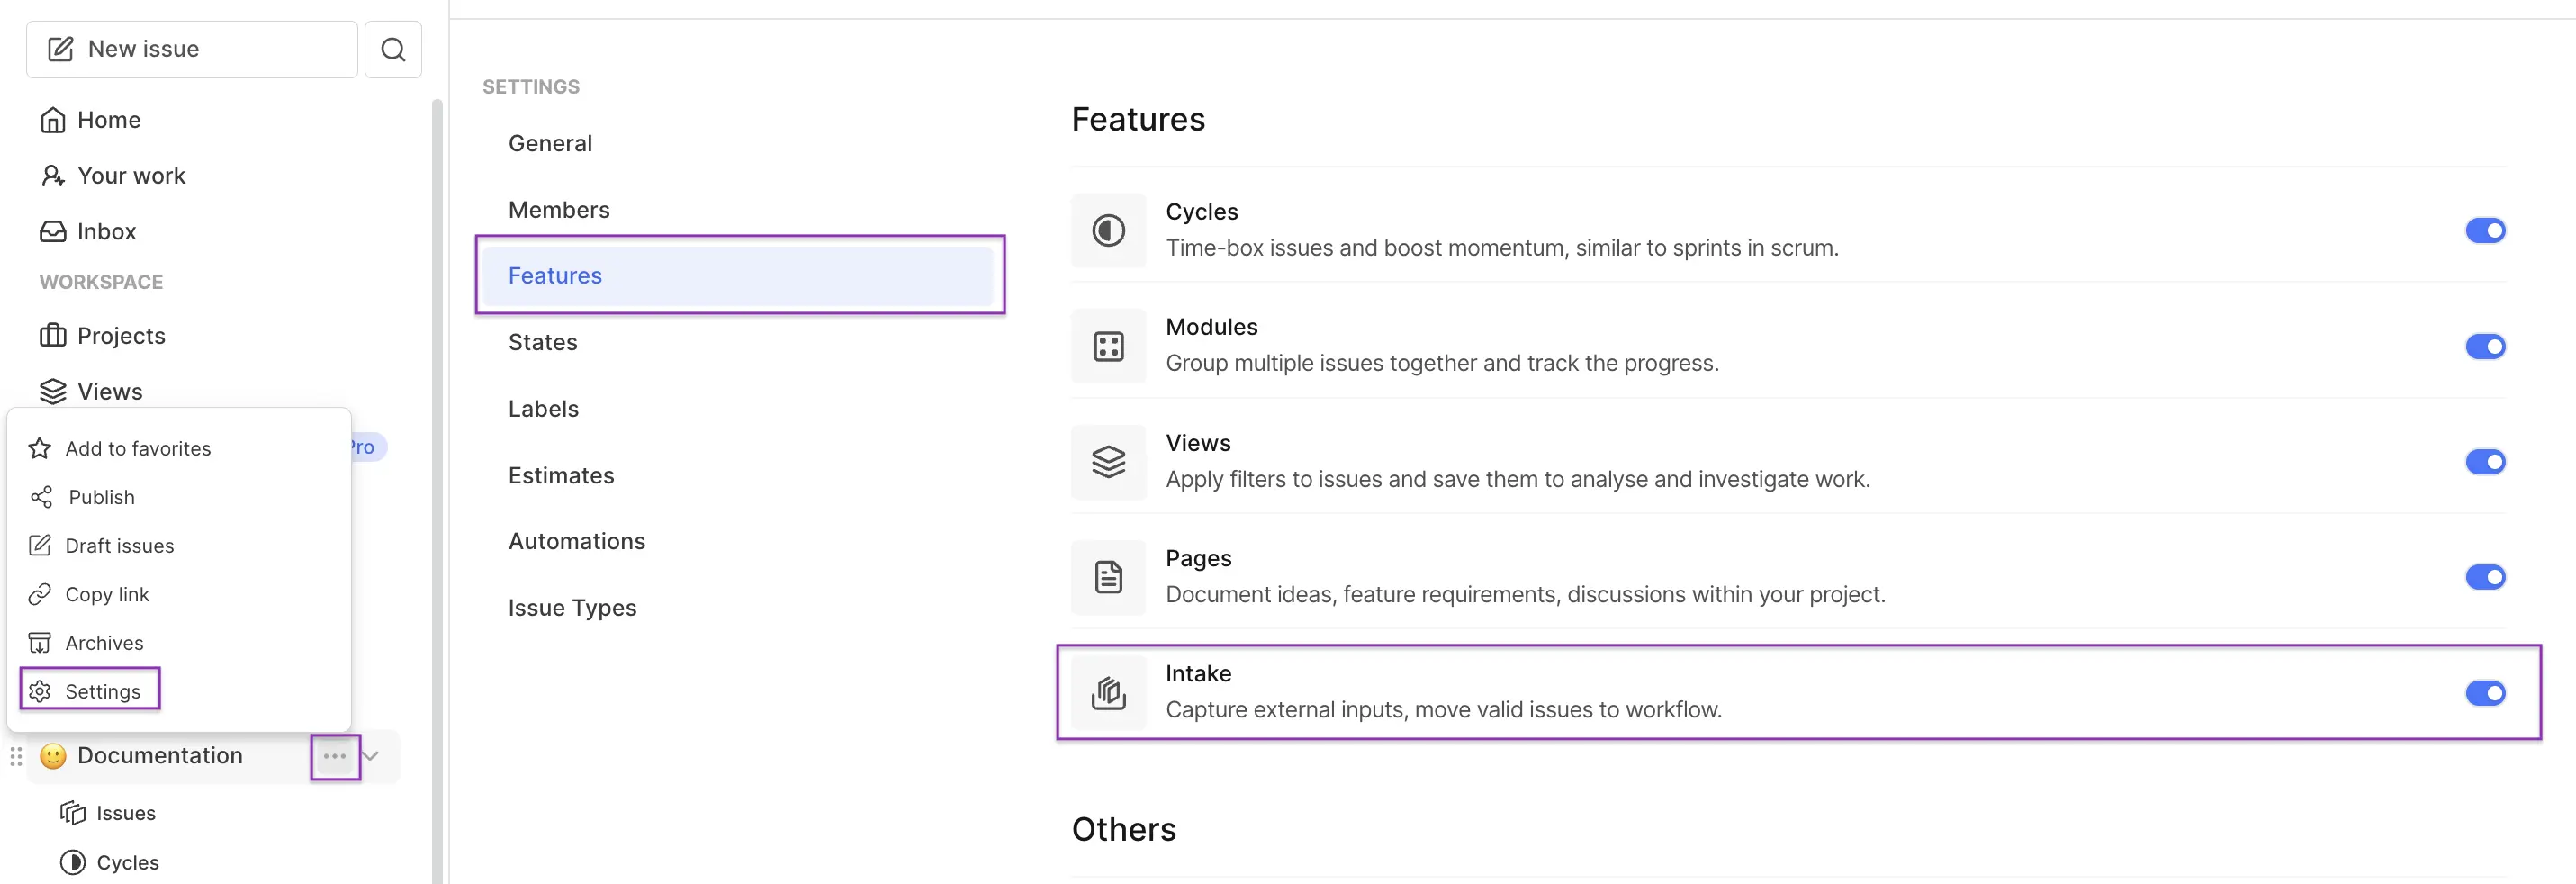 New issue
Home
Your work
Inbox
WORKSPACE
Projects
Views
Pro
Add to favorites
Publish
Draft issues
Copy link
Archives
Settings
Documentation
Issues
Cycles
SETTINGS
General
Members
Features
States
Labels
Estimates
Automations
Issue Types
Features
Cycles
Time-box issues and boost momentum, similar to sprints in scrum.
Modules
Group multiple issues together and track the progress.
Views
Apply filters to issues and save them to analyse and investigate work.
Pages
Document ideas, feature requirements, discussions within your project.
Intake
Capture external inputs, move valid issues to workflow.
Others